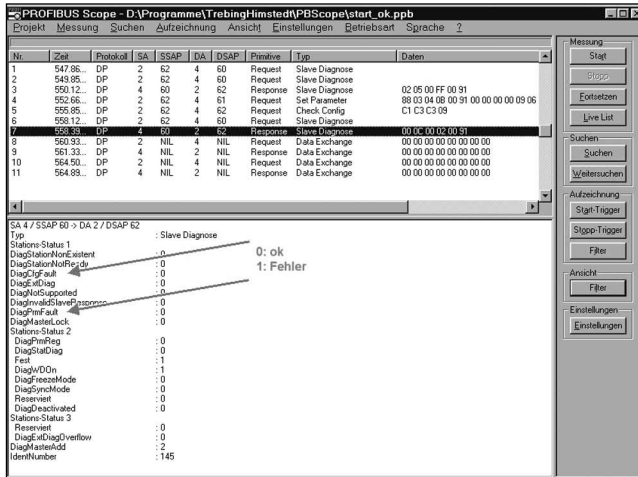 PROFIBUS Scope - D:\Programme\TrebingHimstedt\PBScope\start_ok.ppb
Projekt Messung Suchen Aufzeichnung Ansicht Einstellungen Betriebsart Sprache ?
Nr. Zeit Protokoll SA SSAP DA DSAP Primitive Typ Daten
1 547.86... DP 2 62 4 60 Request Slave Diagnose
2 549.85... DP 2 62 4 60 Request Slave Diagnose
3 550.12... DP 4 60 2 62 Response Slave Diagnose 02 05 00 FF 00 91
4 552.66... DP 2 62 4 61 Request Set Parameter 88 03 04 0B 00 91 00 00 00 00 09 06
5 555.85... DP 2 62 4 62 Request Check Config C1 C3 C3 09
6 558.12... DP 2 62 4 60 Request Slave Diagnose
7 558.39... DP 4 60 2 62 Response Slave Diagnose 00 0C 00 02 00 91
8 560.93... DP 2 NIL 4 NIL Request Data Exchange 00 00 00 00 00 00 00 00
9 561.33... DP 4 NIL 2 NIL Response Data Exchange 00 00 00 00 00 00 00 00
10 564.50... DP 2 NIL 4 NIL Request Data Exchange 00 00 00 00 00 00 00 00
11 564.89... DP 4 NIL 2 NIL Response Data Exchange 00 00 00 00 00 00 00 00
SA 4 / SSAP 60 -> DA 2 / DSAP 62
Typ : Slave Diagnose
Stations-Status 1
DiagStationNonExistent : 0
DiagStationNotReady : 0
DiagCfgFault : 0
DiagExtDiag : 0
DiagNotSupported : 0
DiagInvalidSlaveResponse : 0
DiagPrmFault : 0
DiagMasterLock : 0
Stations-Status 2
DiagPrmReq : 0
DiagStatDiag : 0
Fest : 1
DiagWDOn : 1
DiagFreezeMode : 0
DiagSyncMode : 0
Reserviert : 0
DiagDeactivated : 0
Stations-Status 3
Reserviert : 0
DiagExtDiagOverflow : 0
DiagMasterAdd : 2
IdentNumber : 145
0: ok
1: Fehler
Messung
Start
Stopp
Fortsetzen
Live List
Suchen
Suchen
Weitersuchen
Aufzeichnung
Start-Trigger
Stopp-Trigger
Filter
Ansicht
Filter
Einstellungen
Einstellungen